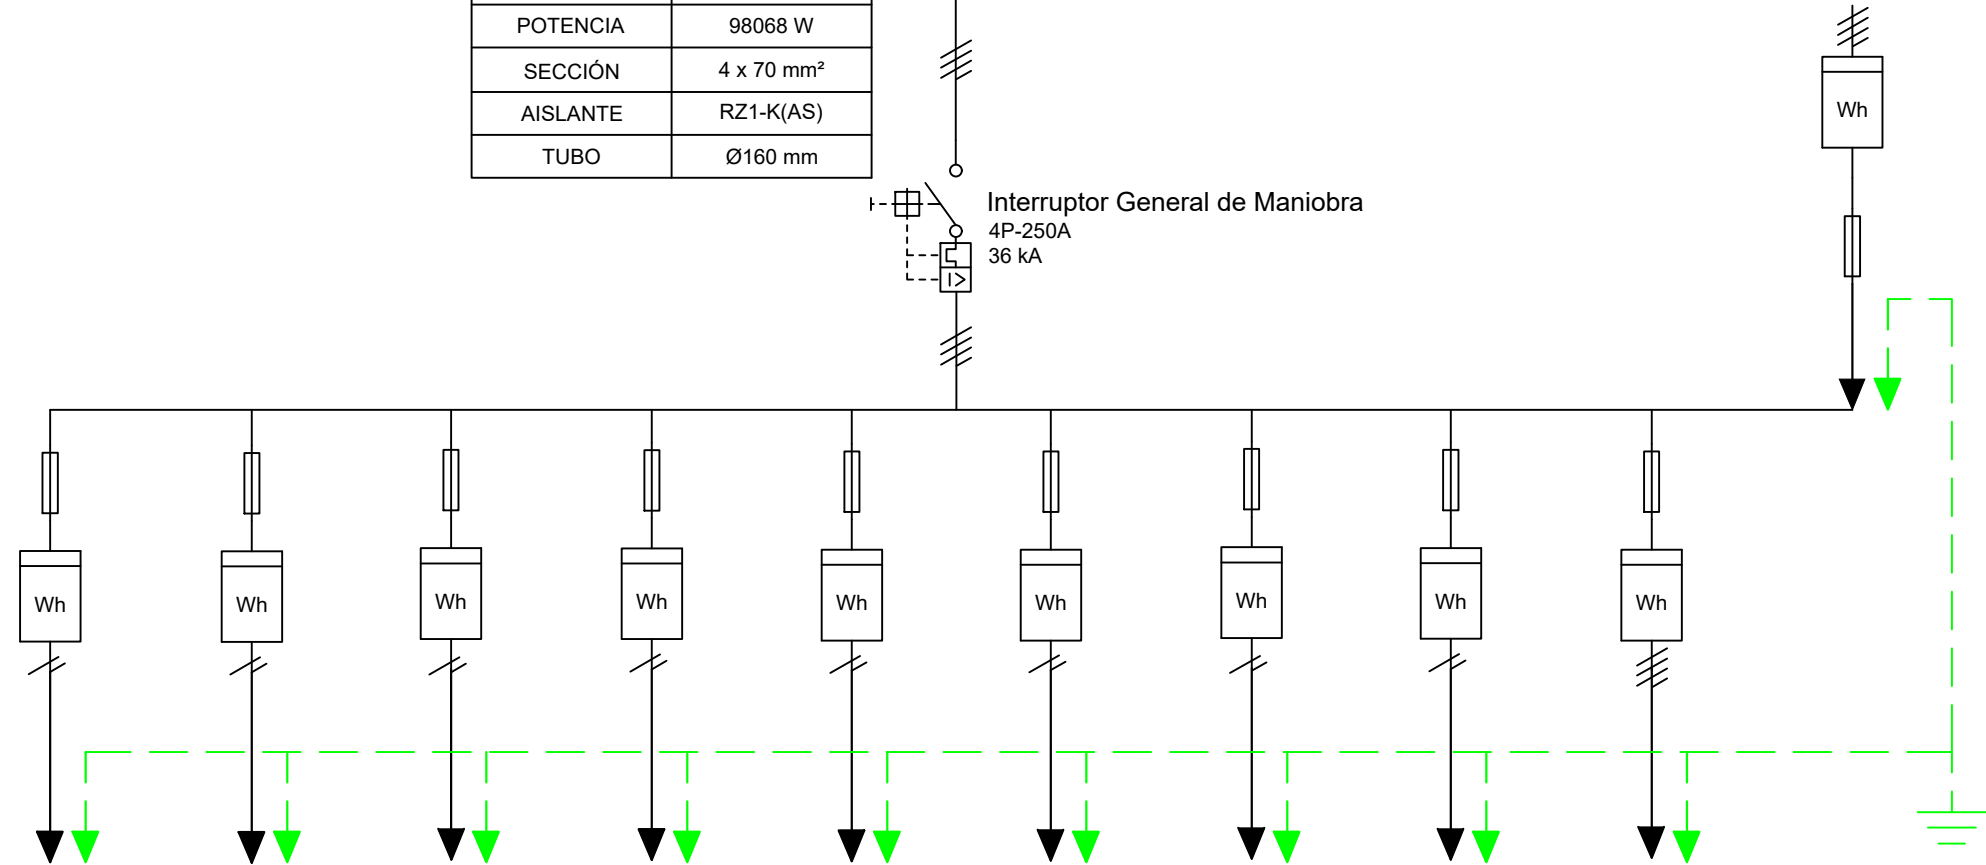 POTENCIA 98068 W
SECCIÓN 4 x 70 mm²
AISLANTE RZ1-K(AS)
TUBO Ø160 mm
Wh
Interruptor General de Maniobra
4P-250A
36 kA
I>
Wh Wh Wh Wh Wh Wh Wh Wh Wh